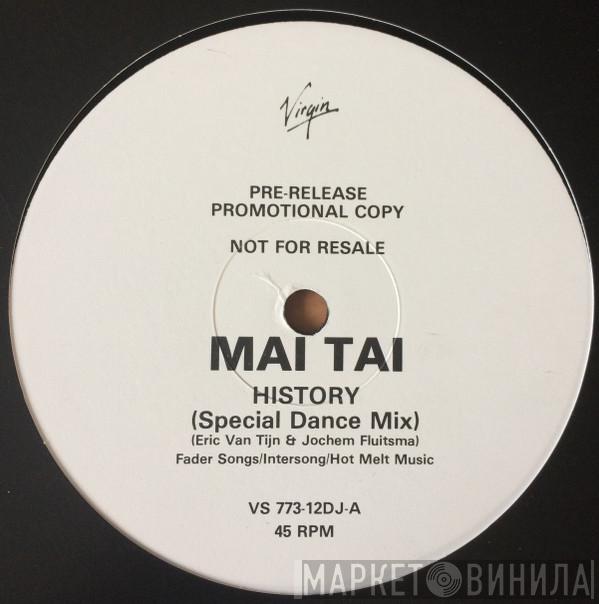 Virgin
PRE-RELEASE
PROMOTIONAL COPY
NOT FOR RESALE
MAI TAI
HISTORY
(Special Dance Mix)
(Eric Van Tijn & Jochem Fluitsma)
Fader Songs/Intersong/Hot Melt Music
VS 773-12DJ-A
45 RPM
МАРКЕТ ВИНИЛА